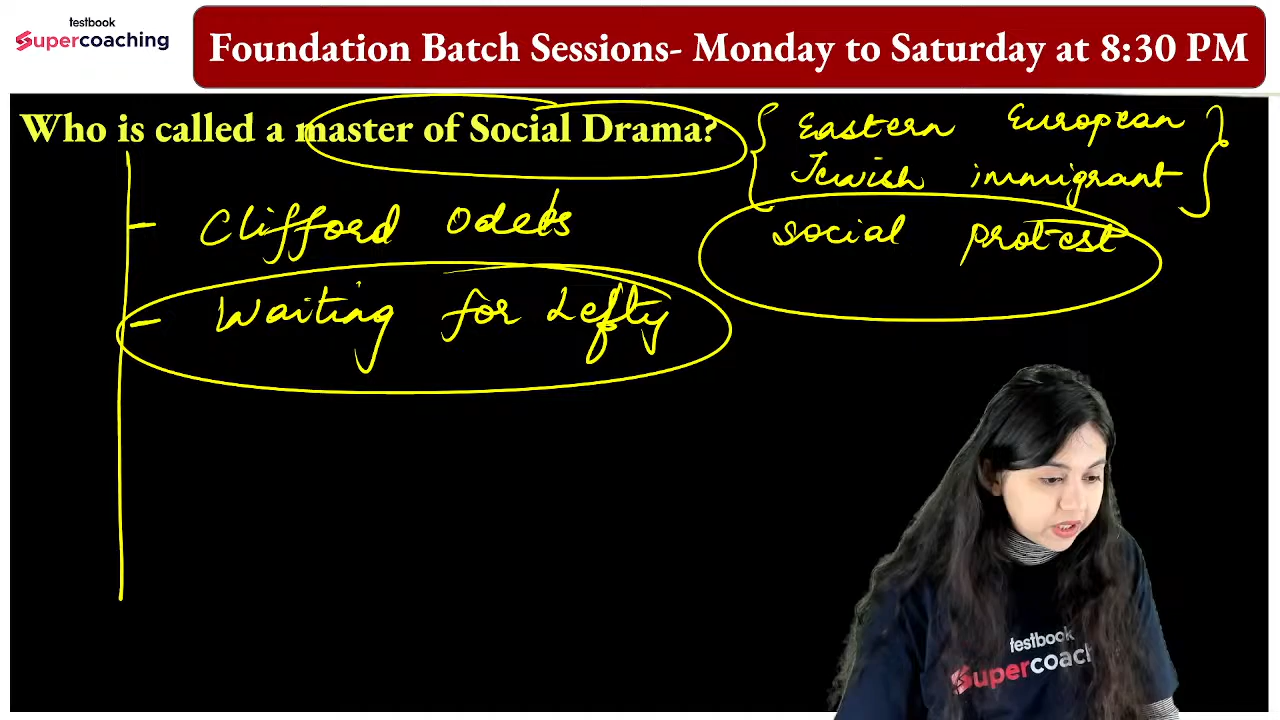 testbook
Supercoaching
Foundation Batch Sessions- Monday to Saturday at 8:30 PM
Who is called a master of Social Drama?
Eastern European
Jewish immigrant
- Clifford Odets
social protest
- Waiting for Lefty
testbook
Supercoach